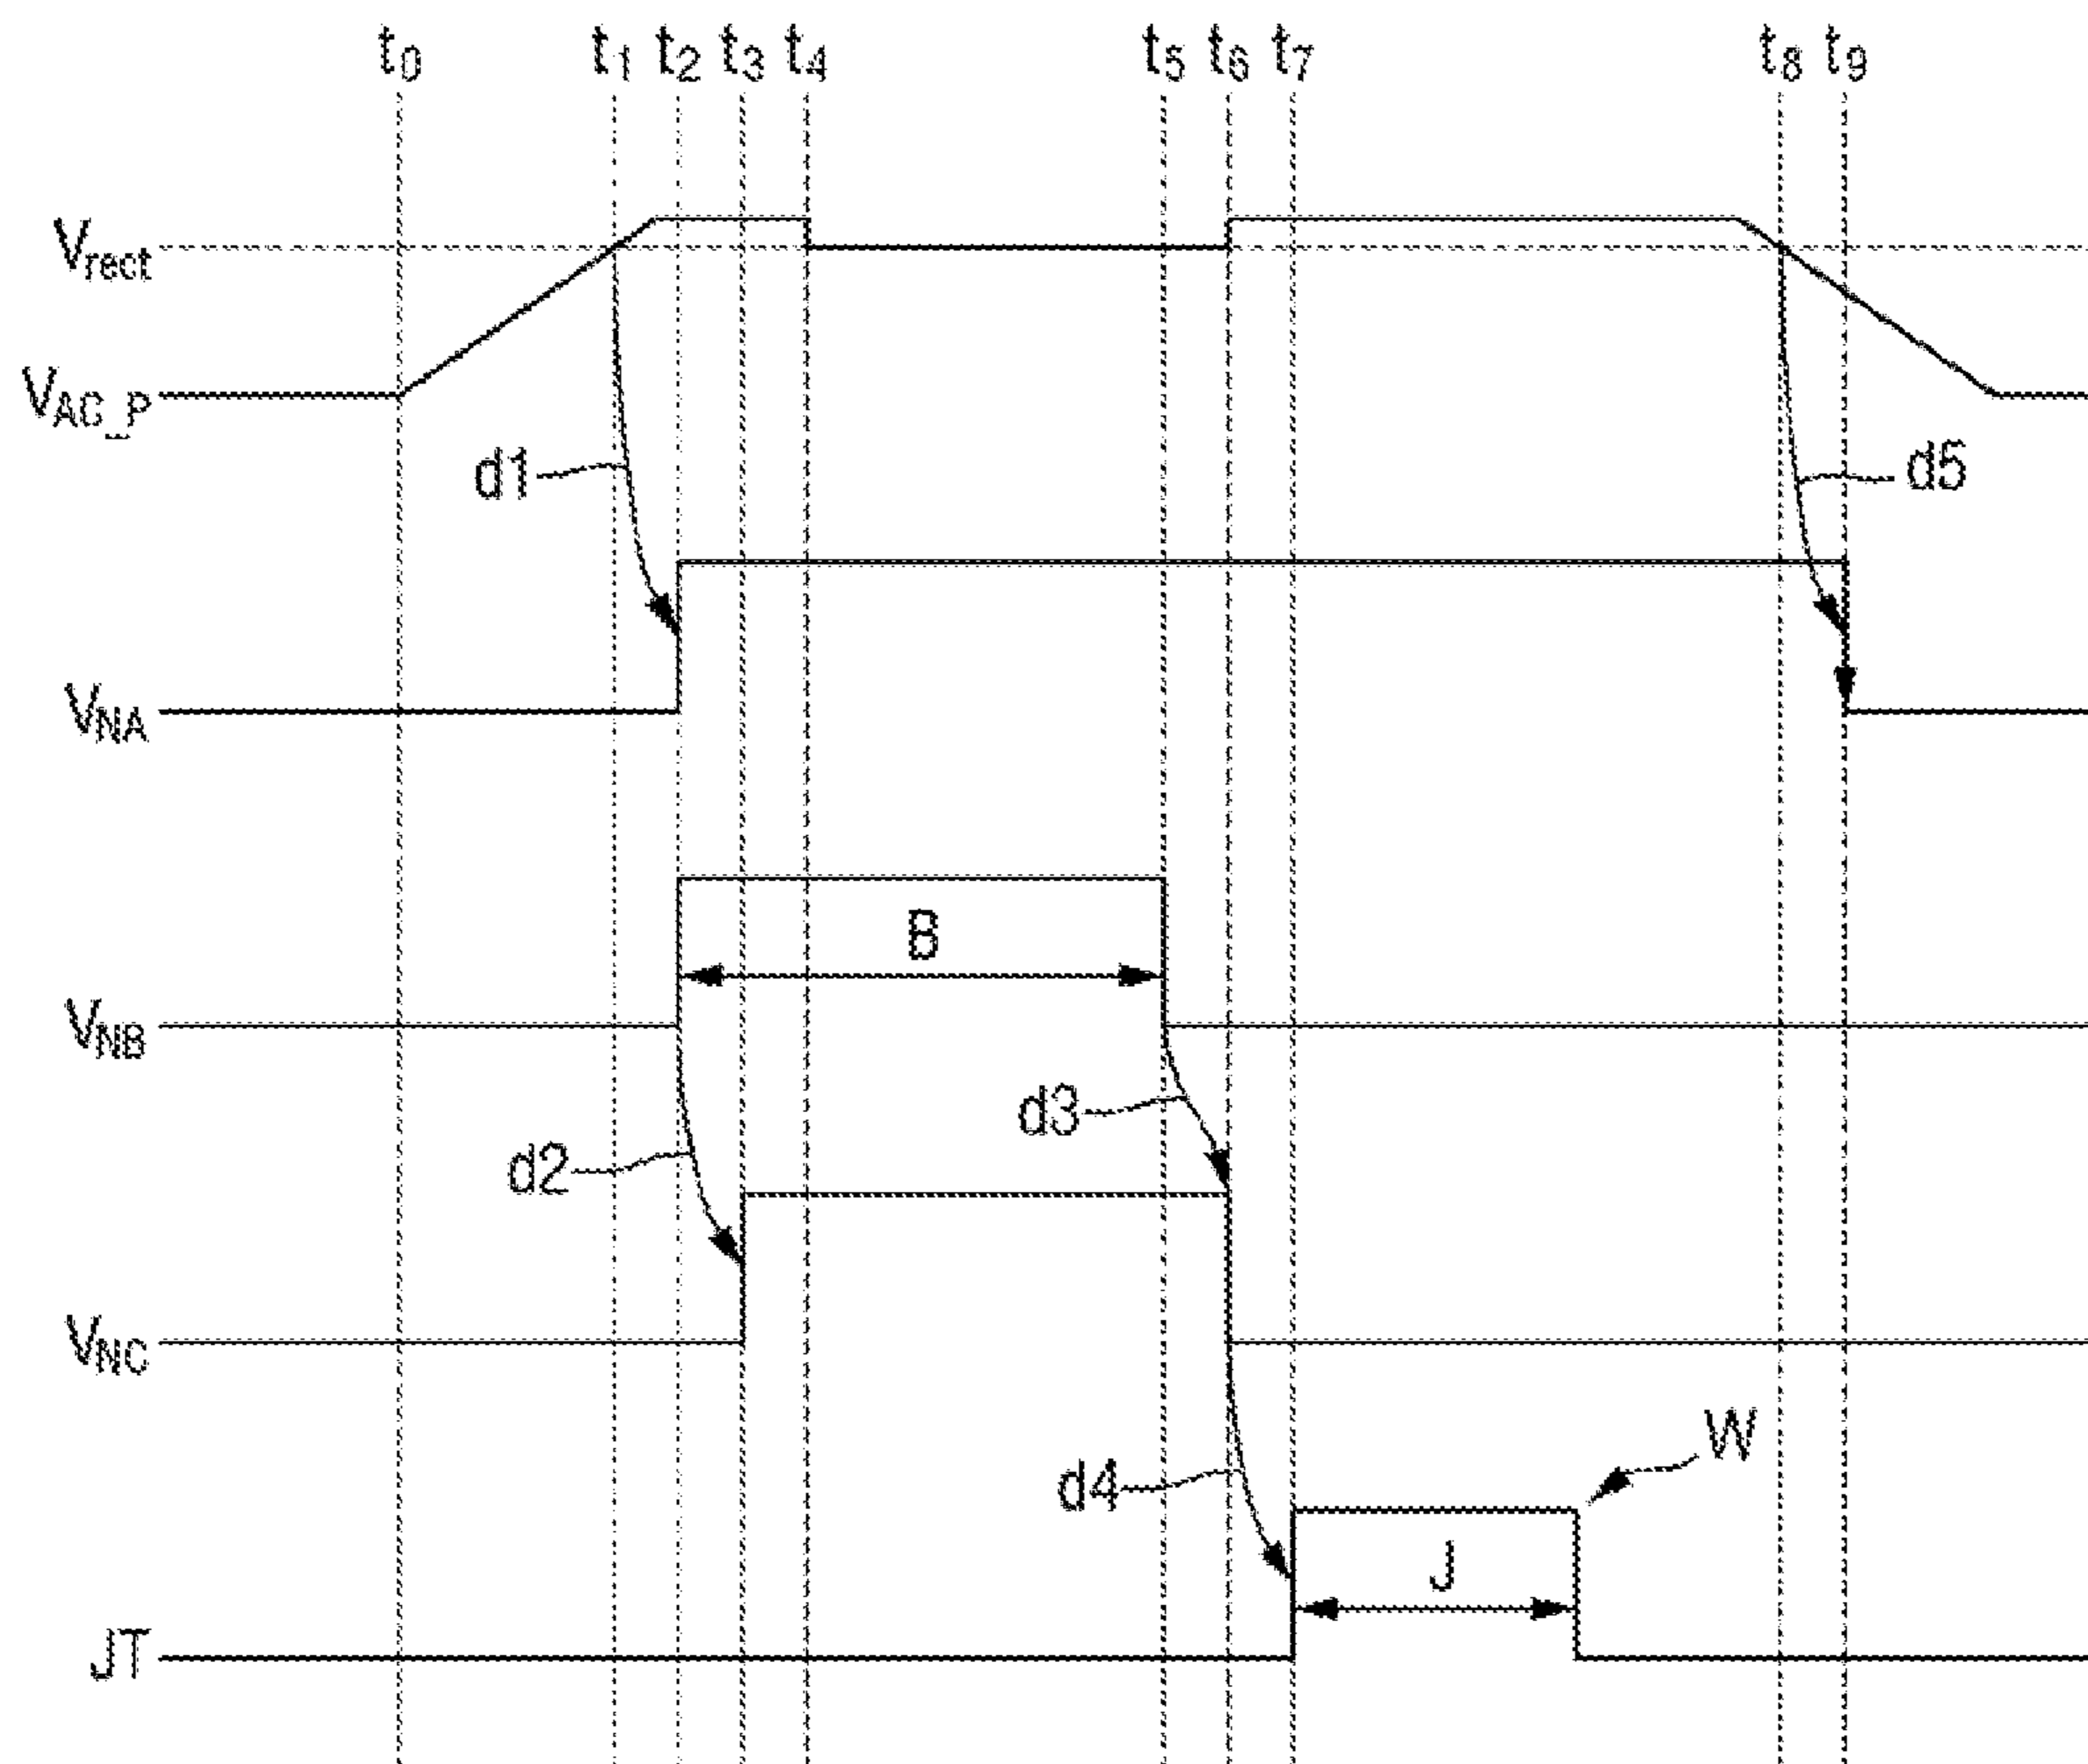 t0 t1 t2 t3 t4 t5 t6 t7 t8 t9
Vrect
VAC_P
d1
d5
VNA
B
VNB
d3
d2
VNC
W
d4
J
JT